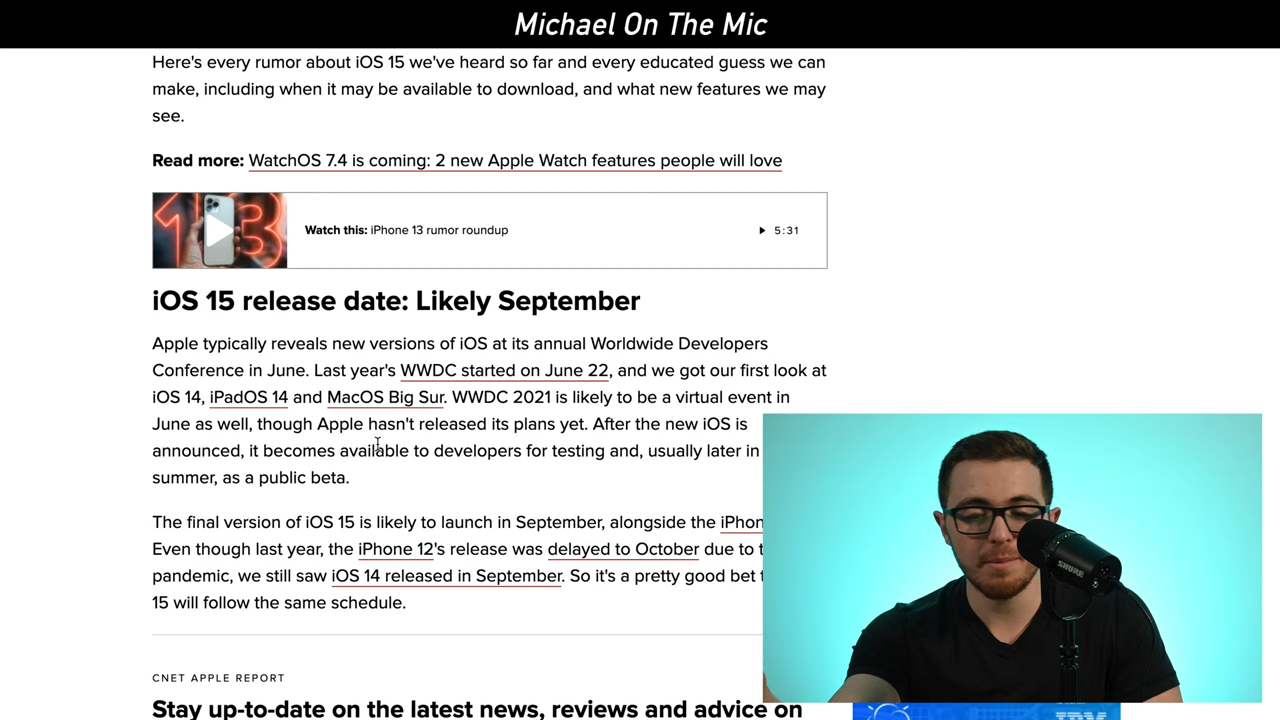 Michael On The Mic
Here's every rumor about iOS 15 we've heard so far and every educated guess we can
make, including when it may be available to download, and what new features we may
see.
Read more: WatchOS 7.4 is coming: 2 new Apple Watch features people will love
13
Watch this: iPhone 13 rumor roundup
5:31
iOS 15 release date: Likely September
Apple typically reveals new versions of iOS at its annual Worldwide Developers
Conference in June. Last year's WWDC started on June 22, and we got our first look at
iOS 14, iPadOS 14 and MacOS Big Sur. WWDC 2021 is likely to be a virtual event in
June as well, though Apple hasn't released its plans yet. After the new iOS is
announced, it becomes available to developers for testing and, usually later in
summer, as a public beta.
The final version of iOS 15 is likely to launch in September, alongside the iPhon
Even though last year, the iPhone 12's release was delayed to October due to t
pandemic, we still saw iOS 14 released in September. So it's a pretty good bet
15 will follow the same schedule.
SHURE
CNET APPLE REPORT
Stay up-to-date on the latest news, reviews and advice on